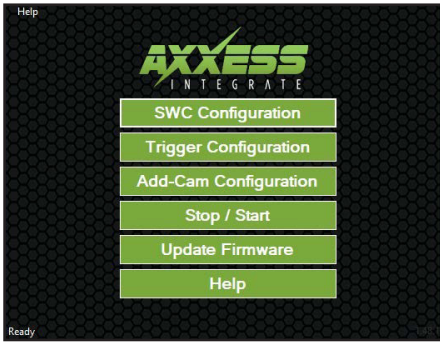 Help
AXXESS
INTEGRATE
SWC Configuration
Trigger Configuration
Add-Cam Configuration
Stop / Start
Update Firmware
Help
Ready